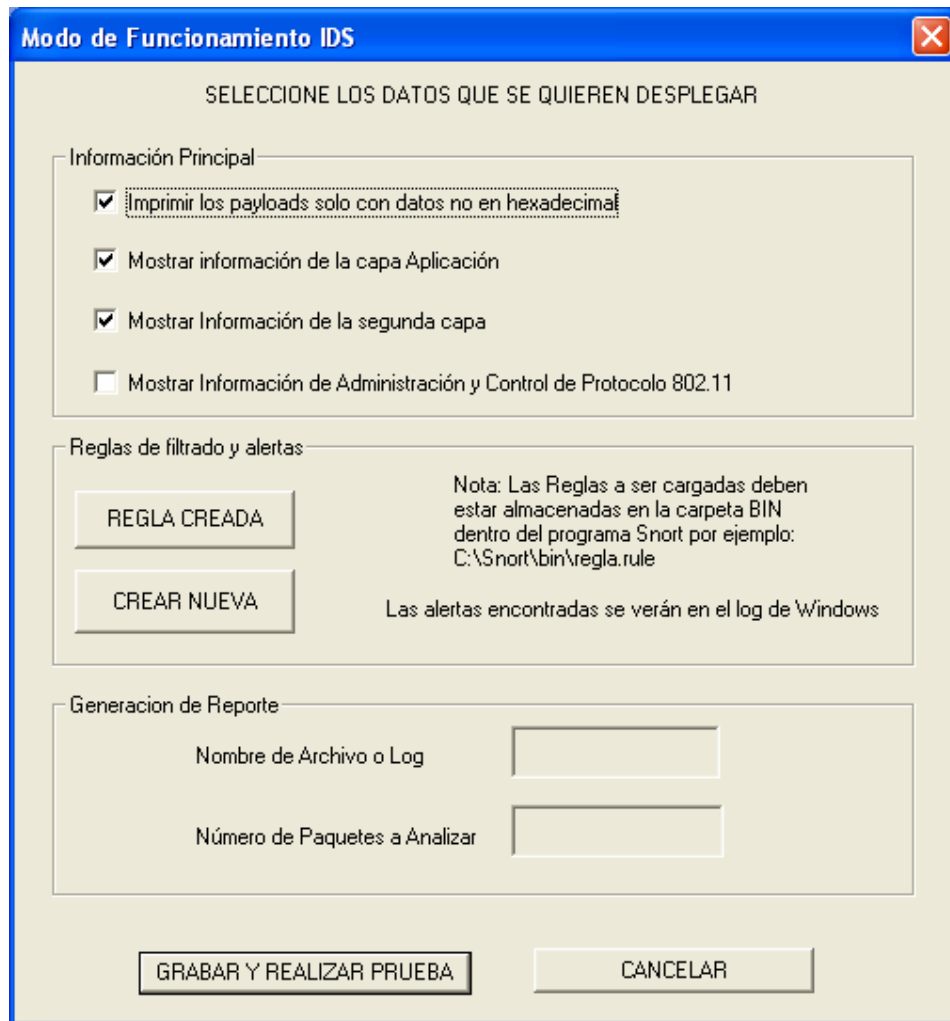 Modo de Funcionamiento IDS
SELECCIONE LOS DATOS QUE SE QUIEREN DESPLEGAR
Información Principal
Imprimir los payloads solo con datos no en hexadecimal
Mostrar información de la capa Aplicación
Mostrar Información de la segunda capa
Mostrar Información de Administración y Control de Protocolo 802.11
Reglas de filtrado y alertas
REGLA CREADA
CREAR NUEVA
Nota: Las Reglas a ser cargadas deben
estar almacenadas en la carpeta BIN
dentro del programa Snort por ejemplo:
C:\Snort\bin\regla.rule
Las alertas encontradas se verán en el log de Windows
Generacion de Reporte
Nombre de Archivo o Log
Número de Paquetes a Analizar
GRABAR Y REALIZAR PRUEBA
CANCELAR